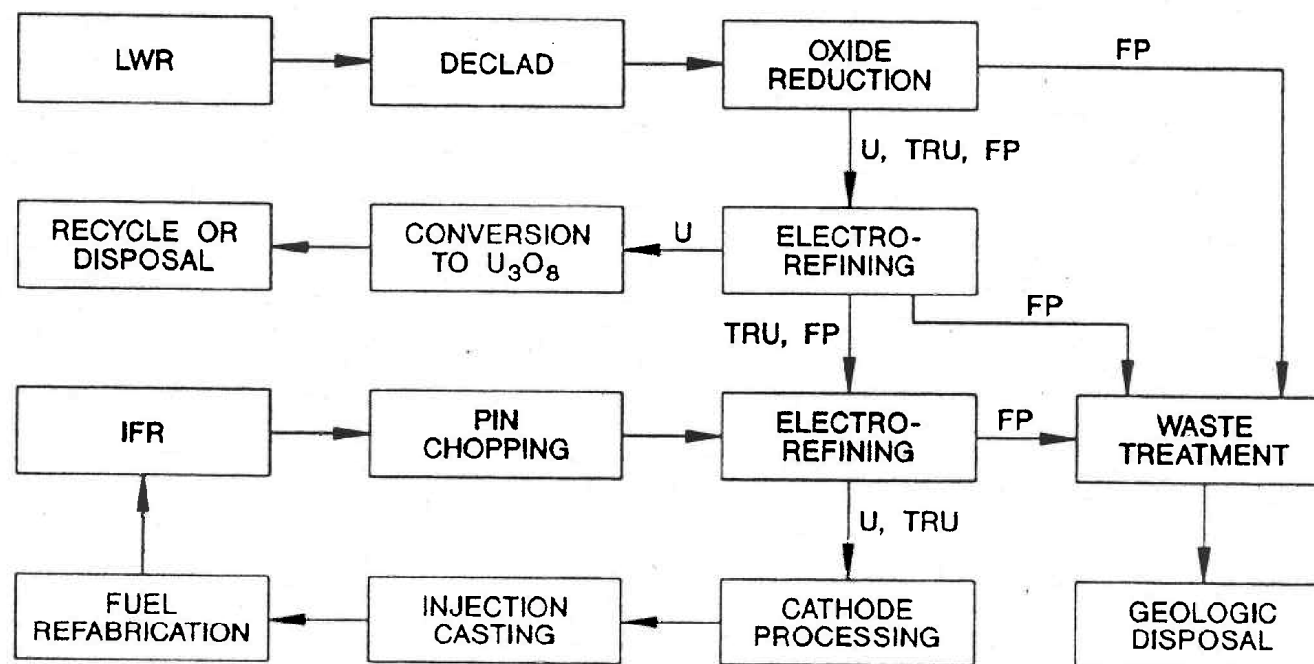 LWR
DECLAD
OXIDE
REDUCTION
FP
U, TRU, FP
RECYCLE OR
DISPOSAL
CONVERSION
TO U₃O₈
U
ELECTRO-
REFINING
FP
TRU, FP
IFR
PIN
CHOPPING
ELECTRO-
REFINING
FP
WASTE
TREATMENT
U, TRU
FUEL
REFABRICATION
INJECTION
CASTING
CATHODE
PROCESSING
GEOLOGIC
DISPOSAL